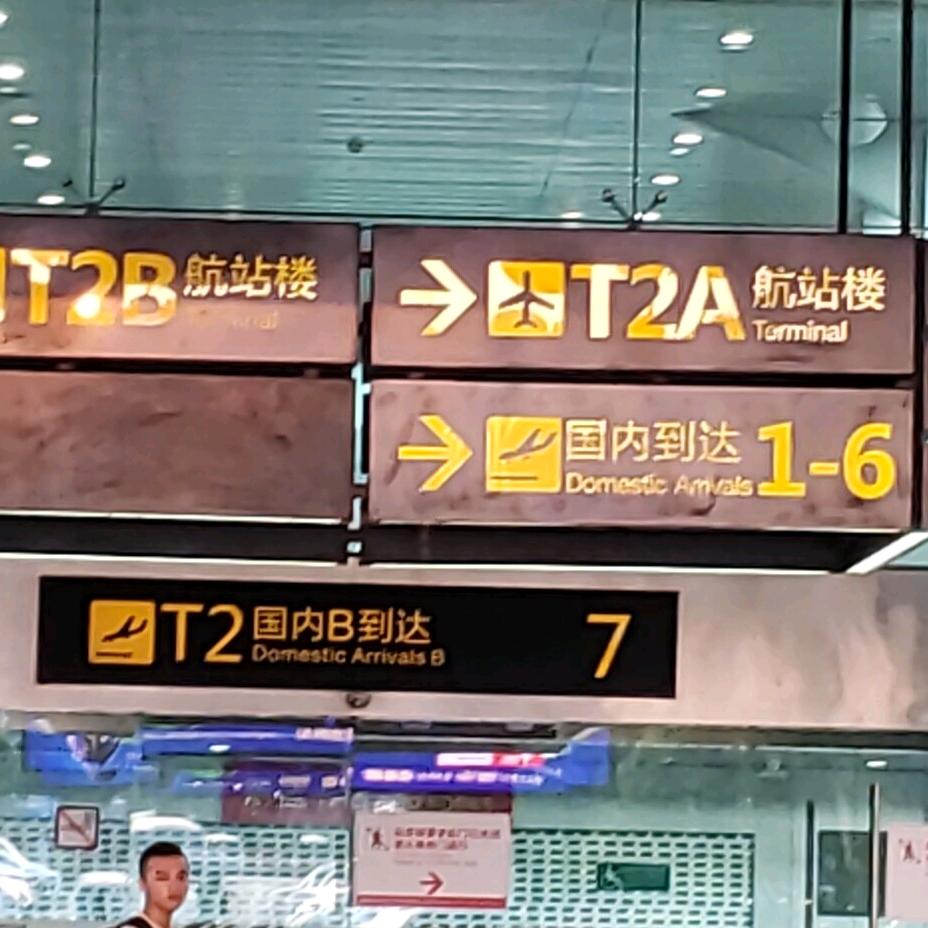 T2B 航站楼
Terminal
T2A 航站楼
Terminal
国内到达 1-6
Domestic Arrivals
T2 国内B到达 7
Domestic Arrivals B